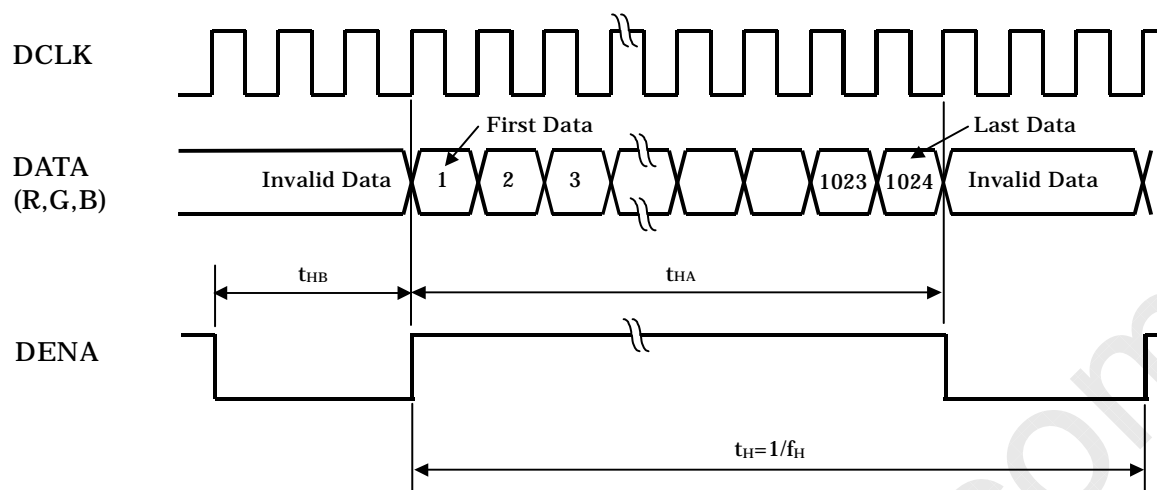 DCLK
First Data
Last Data
DATA
(R,G,B)
Invalid Data
1
2
3
1023
1024
Invalid Data
tHB
tHA
DENA
tH=1/fH
com